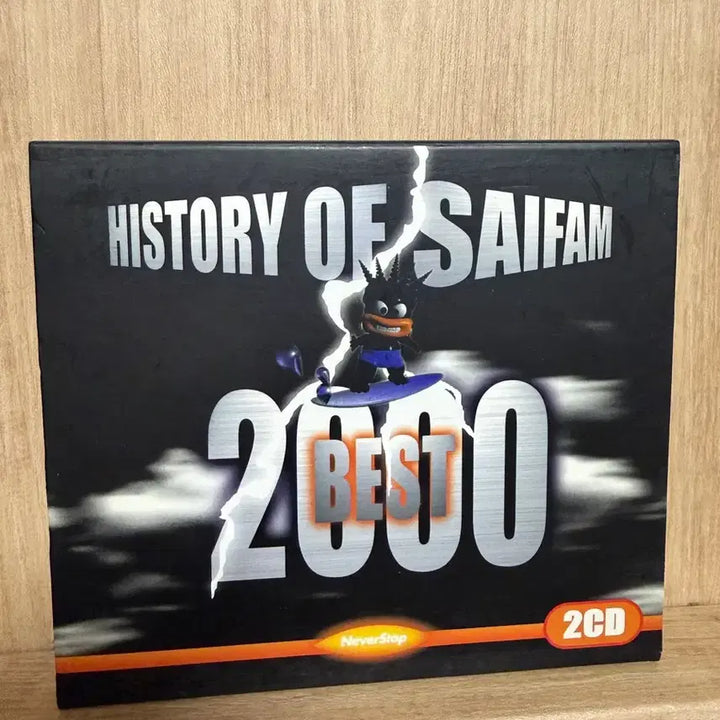 HISTORY OF SAIFAM
2000
BEST
NeverStop
2CD